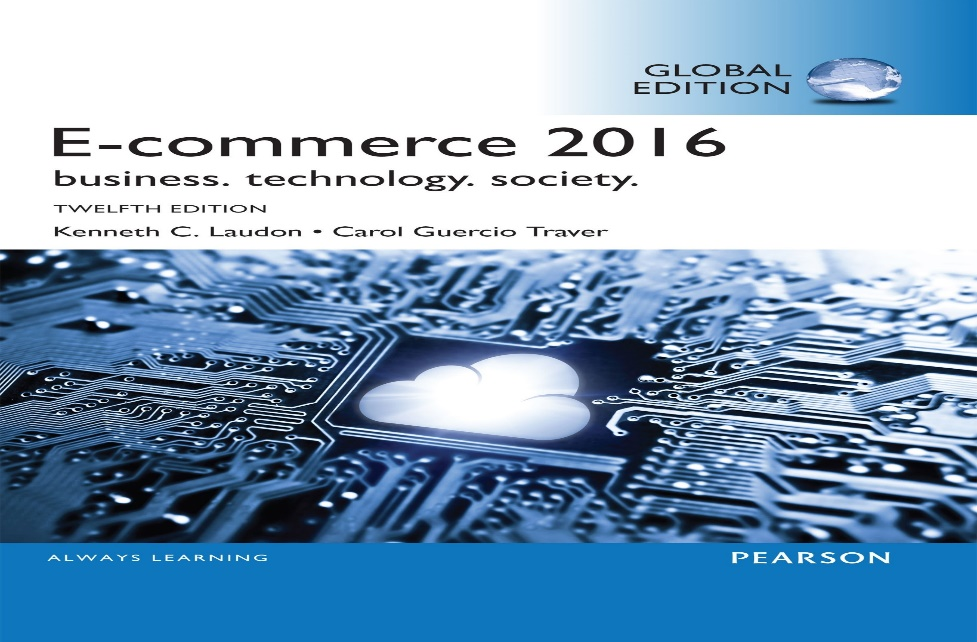 GLOBAL
EDITION
E-commerce 2016
business. technology. society.
TWELFTH EDITION
Kenneth C. Laudon • Carol Guercio Traver
ALWAYS LEARNING
PEARSON